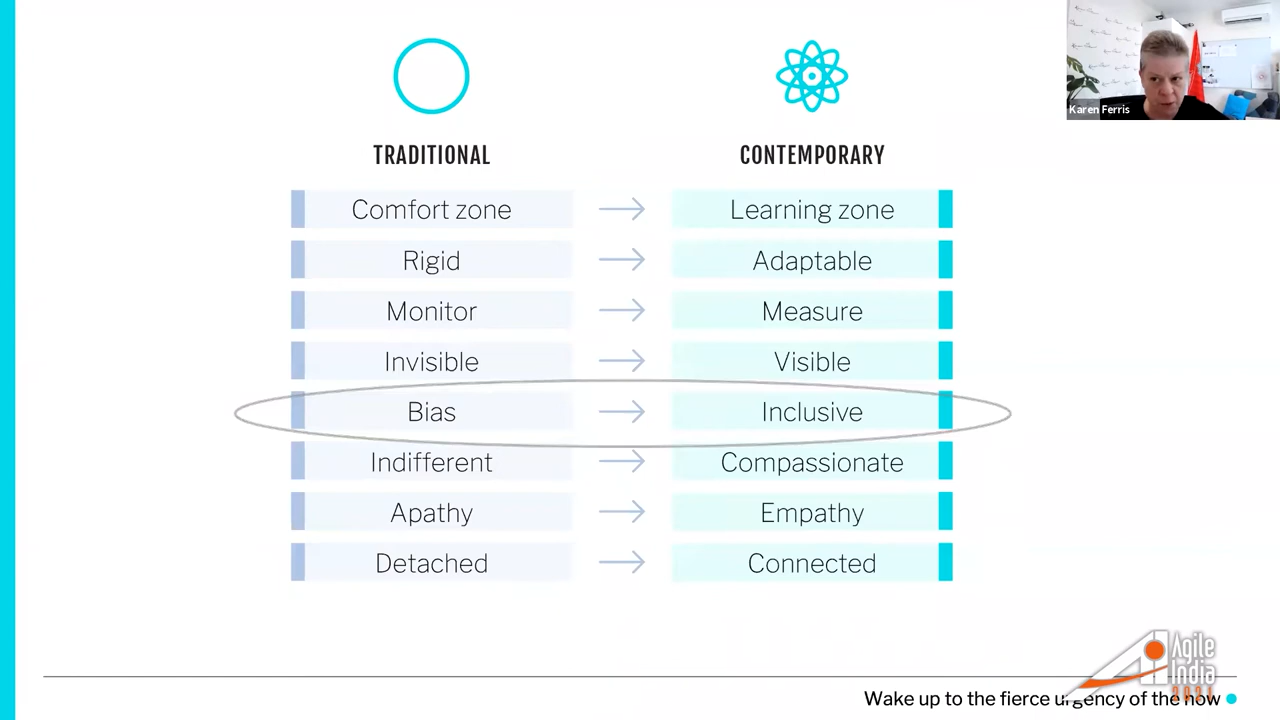 Karen Ferris
TRADITIONAL
CONTEMPORARY
Comfort zone
Learning zone
Rigid
Adaptable
Monitor
Measure
Invisible
Visible
Bias
Inclusive
Indifferent
Compassionate
Apathy
Empathy
Detached
Connected
Agile
India
2021
Wake up to the fierce urgency of the now